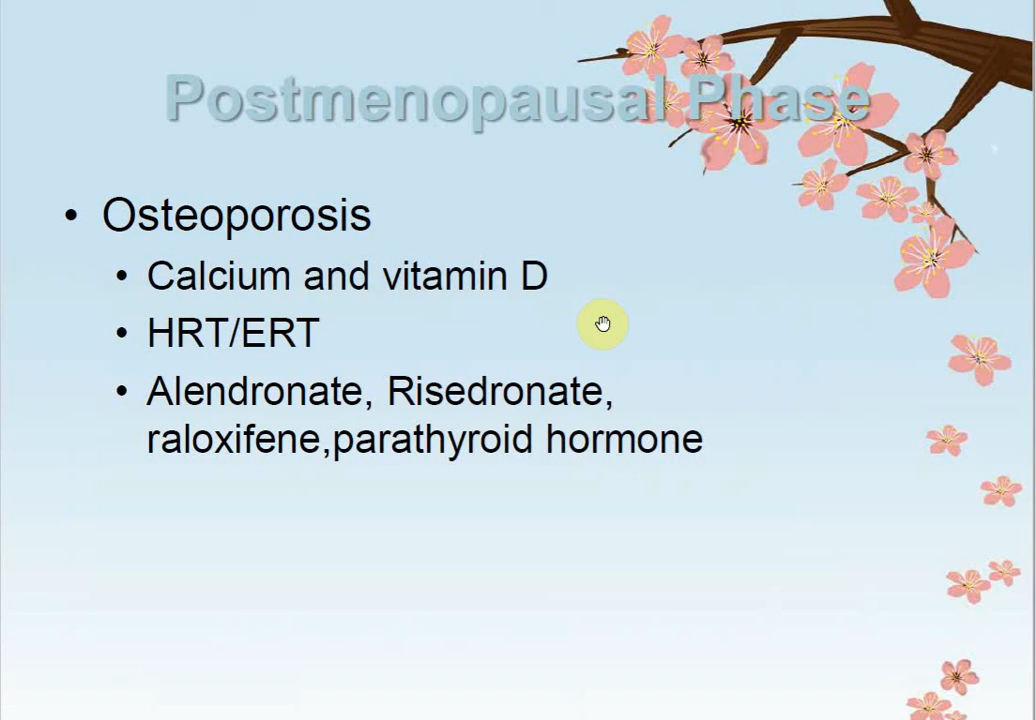 Postmenopausal Phase
• Osteoporosis
• Calcium and vitamin D
• HRT/ERT
• Alendronate, Risedronate,
raloxifene,parathyroid hormone